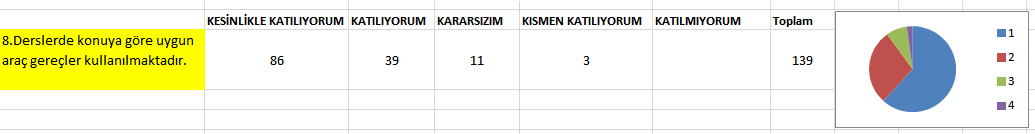 KESİNLİKLE KATILIYORUM KATILIYORUM KARARSIZIM KISMEN KATILIYORUM KATILMIYORUM Toplam
8.Derslerde konuya göre uygun
araç gereçler kullanılmaktadır.
86 39 11 3 139
1
2
3
4